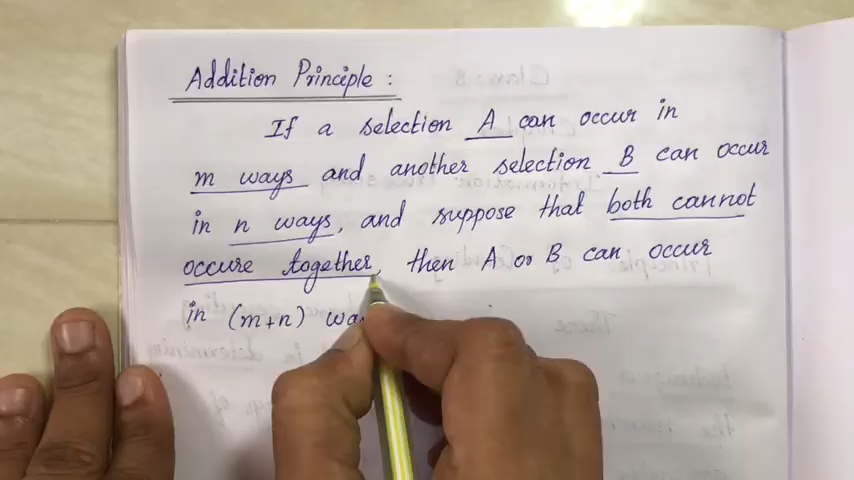 Addition Principle :
If a selection A can occur in
m ways and another selection B can occur
in n ways, and suppose that both cannot
occure together, then A or B can occur
in (m+n)